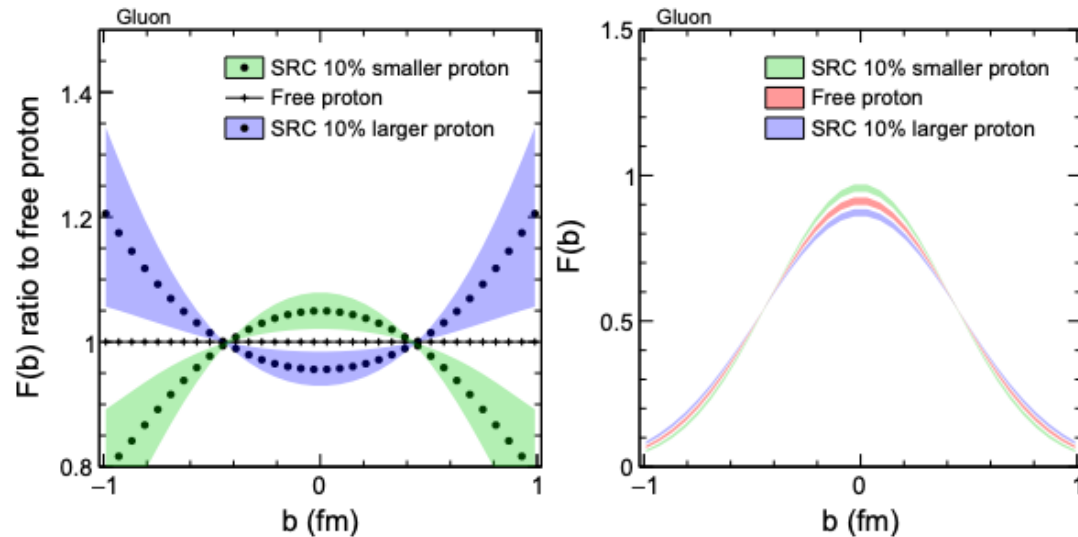 Gluon
SRC 10% smaller proton
Free proton
SRC 10% larger proton
F(b) ratio to free proton
1.4
1.2
1
0.8
−1
0
1
b (fm)
Gluon
SRC 10% smaller proton
Free proton
SRC 10% larger proton
F(b)
1.5
1
0.5
0
−1
0
1
b (fm)